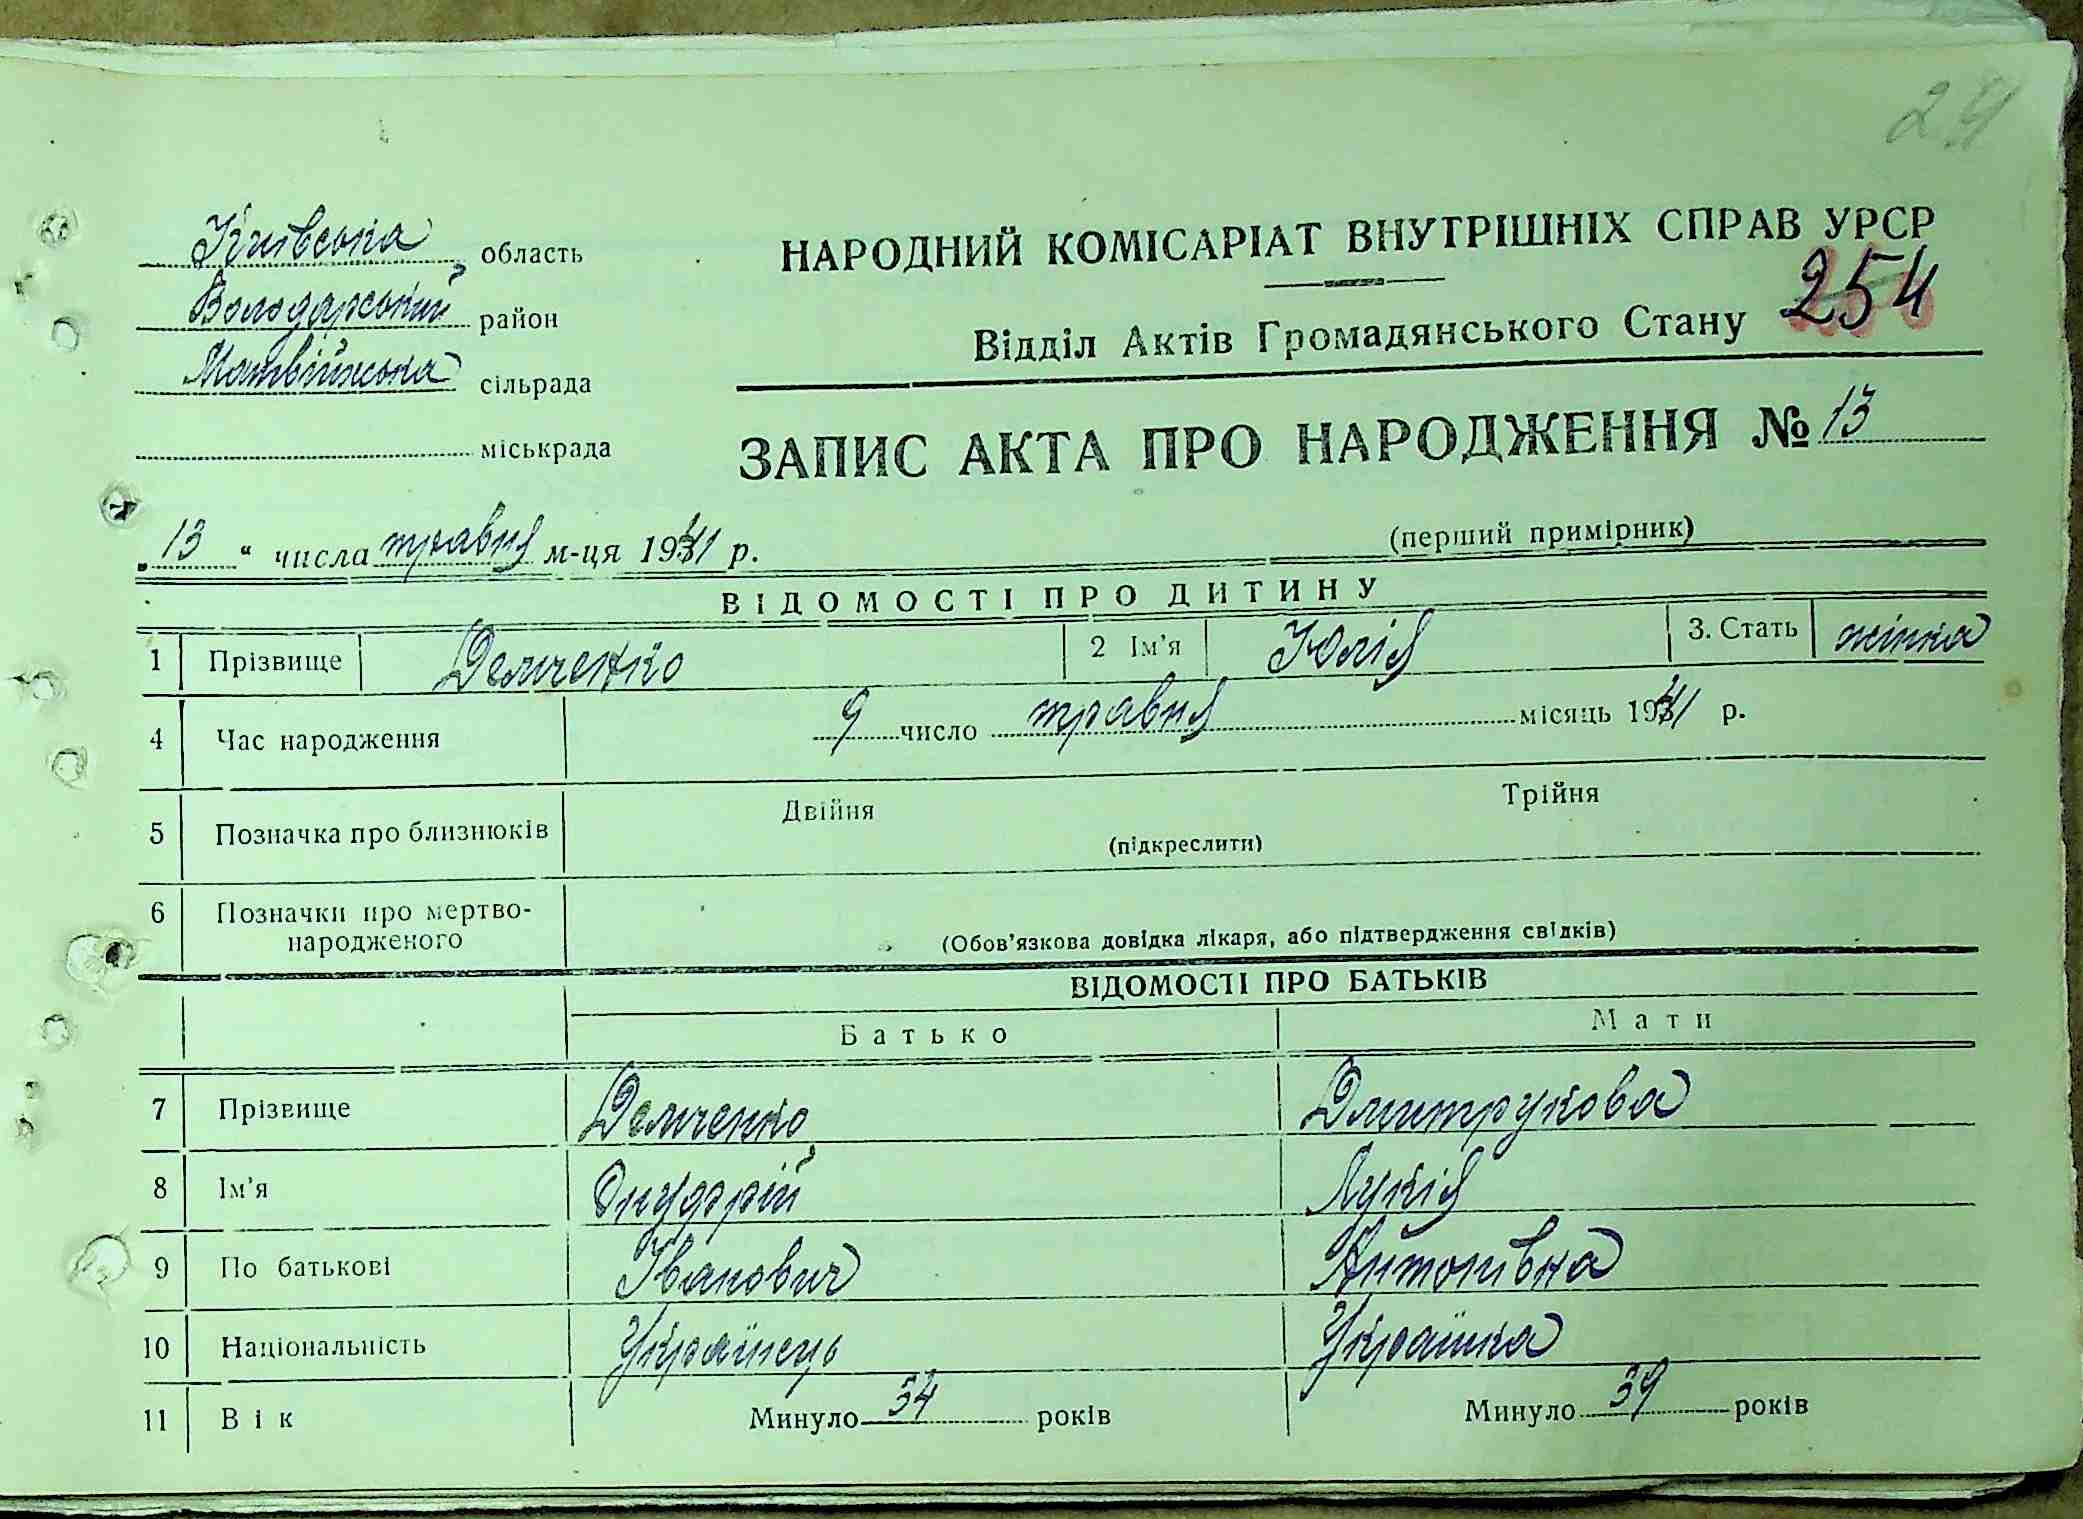 24
Київська область
Володарський район
Матвіїхська сільрада
міськрада
НАРОДНИЙ КОМІСАРІАТ ВНУТРІШНІХ СПРАВ УРСР
254
Відділ Актів Громадянського Стану
ЗАПИС АКТА ПРО НАРОДЖЕННЯ № 13
„13“ числа травня м-ця 1941 р.
(перший примірник)
ВІДОМОСТІ ПРО ДИТИНУ
1 Прізвище Демченко 2 Ім'я Юлія 3. Стать жінка
4 Час народження 9 число травня місяць 1941 р.
5 Позначка про близнюків Двійня Трійня
(підкреслити)
6 Позначки про мертво-
народженого
(Обов'язкова довідка лікаря, або підтвердження свідків)
ВІДОМОСТІ ПРО БАТЬКІВ
Батько Мати
7 Прізвище Демченко Дмитрукова
8 Ім'я Онуфрій Лукія
9 По батькові Іванович Антонівна
10 Національність Українець Українка
11 Вік Минуло 34 років Минуло 39 років